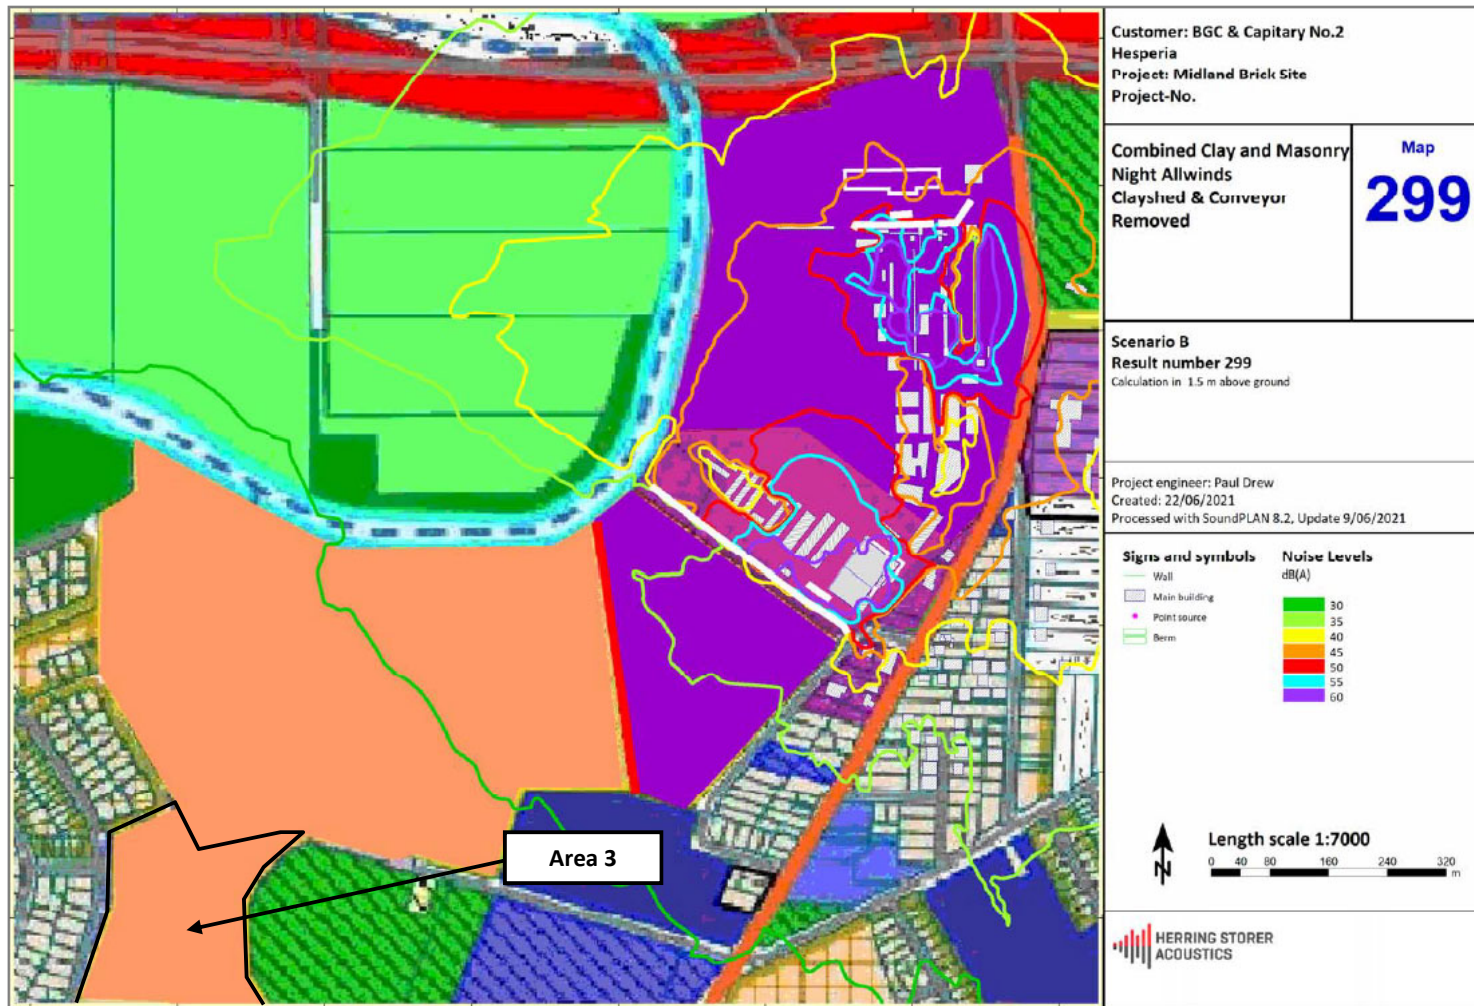 Customer: BGC & Capitary No.2
Hesperia
Project: Midland Brick Site
Project-No.
Combined Clay and Masonry
Night Allwinds
Clayshed & Conveyor
Removed
Map
299
Scenario B
Result number 299
Calculation in 1.5 m above ground
Project engineer: Paul Drew
Created: 22/06/2021
Processed with SoundPLAN 8.2, Update 9/06/2021
Signs and symbols
Wall
Main building
Point source
Berm
Noise Levels
dB(A)
30
35
40
45
50
55
60
Area 3
N
Length scale 1:7000
0 40 80 160 240 320
m
HERRING STORER
ACOUSTICS